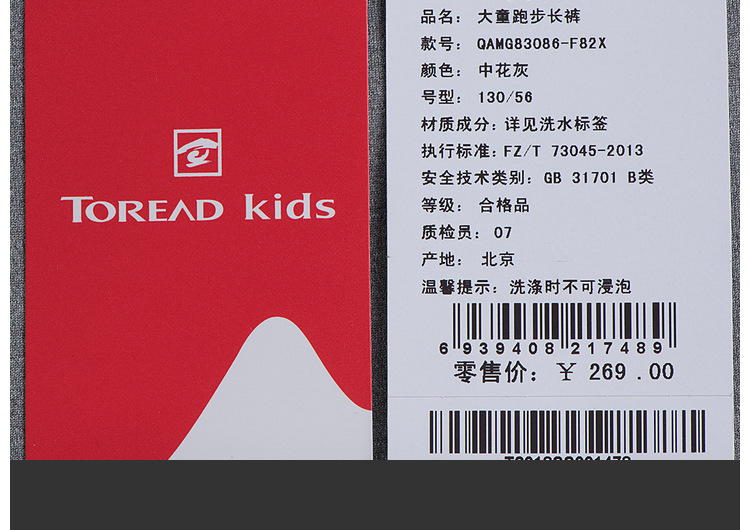 TOREAD kids
品名: 大童跑步长裤
款号: QAMG83086-F82X
颜色: 中花灰
号型: 130/56
材质成分: 详见洗水标签
执行标准: FZ/T 73045-2013
安全技术类别: GB 31701 B类
等级: 合格品
质检员: 07
产地: 北京
温馨提示: 洗涤时不可浸泡
6 939408 217489
零售价: ¥ 269.00